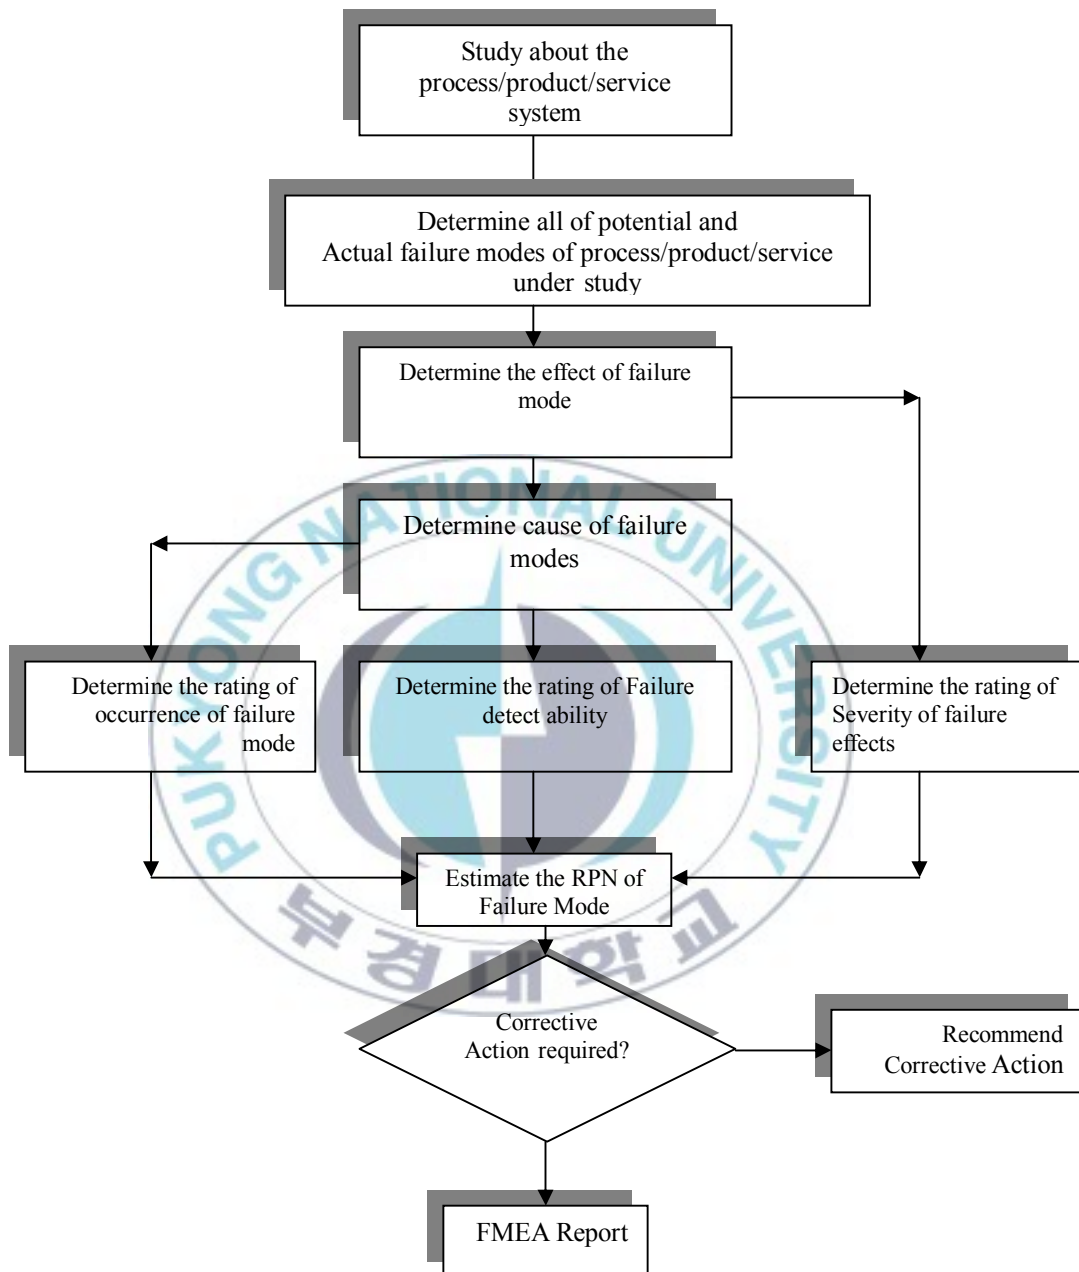 Study about the
process/product/service
system
Determine all of potential and
Actual failure modes of process/product/service
under study
Determine the effect of failure
mode
Determine cause of failure
modes
Determine the rating of
occurrence of failure
mode
Determine the rating of Failure
detect ability
Determine the rating of
Severity of failure
effects
Estimate the RPN of
Failure Mode
Corrective
Action required?
Recommend
Corrective Action
FMEA Report
PUKYONG NATIONAL UNIVERSITY
부경대학교